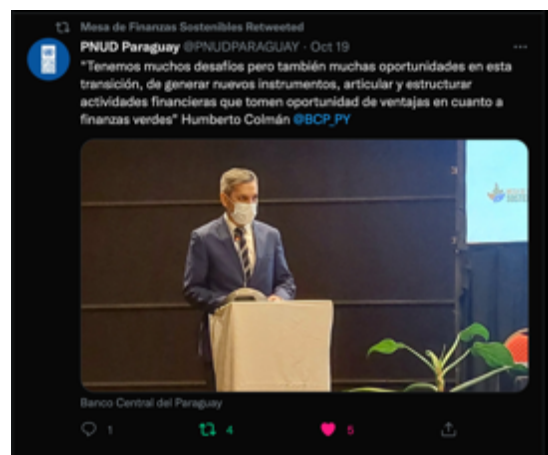 Mesa de Finanzas Sostenibles Retweeted
PNUD Paraguay @PNUDPARAGUAY · Oct 19
"Tenemos muchos desafíos pero también muchas oportunidades en esta
transición, de generar nuevos instrumentos, articular y estructurar
actividades financieras que tomen oportunidad de ventajas en cuanto a
finanzas verdes" Humberto Colmán @BCP_PY
Banco Central del Paraguay
1 4 5